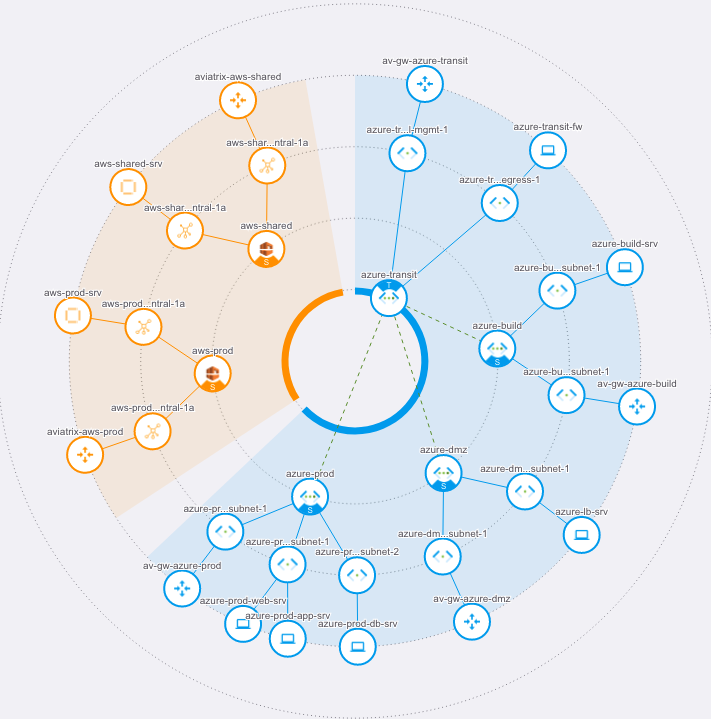 av-gw-azure-transit
aviatrix-aws-shared
azure-tr...l-mgmt-1
azure-transit-fw
aws-shar...ntral-1a
aws-shared-srv
azure-tr...egress-1
aws-shar...ntral-1a
aws-shared
S
azure-build-srv
azure-bu...subnet-1
azure-transit
T
aws-prod-srv
aws-prod...ntral-1a
azure-build
S
aws-prod
S
azure-bu...subnet-1
av-gw-azure-build
aws-prod...ntral-1a
aviatrix-aws-prod
azure-dmz
S
azure-prod
S
azure-dm...subnet-1
azure-pr...subnet-1
azure-lb-srv
azure-dm...subnet-1
azure-pr...subnet-1
azure-pr...subnet-2
av-gw-azure-prod
azure-prod-web-srv
av-gw-azure-dmz
azure-prod-app-srv
azure-prod-db-srv